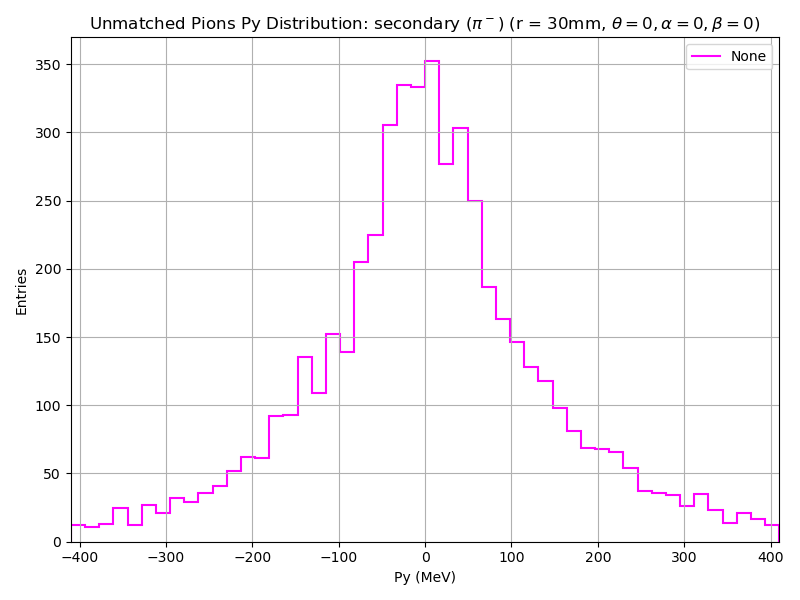 Unmatched Pions Py Distribution: secondary (π⁻) (r = 30mm, θ = 0, α = 0, β = 0)
None
Entries
350
300
250
200
150
100
50
0
−400 −300 −200 −100 0 100 200 300 400
Py (MeV)